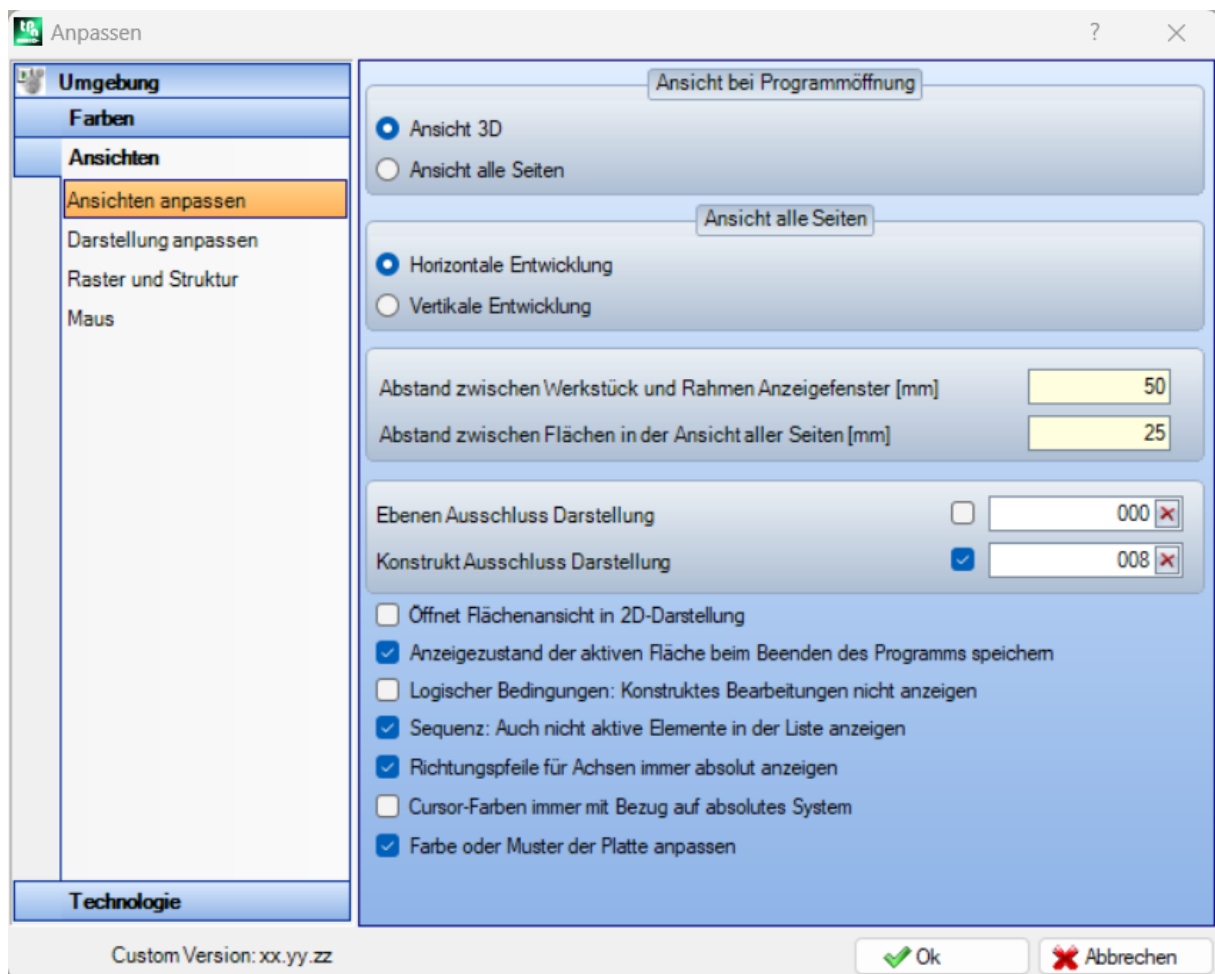 Anpassen
?
Umgebung
Farben
Ansichten
Ansichten anpassen
Darstellung anpassen
Raster und Struktur
Maus
Technologie
Ansicht bei Programmöffnung
Ansicht 3D
Ansicht alle Seiten
Ansicht alle Seiten
Horizontale Entwicklung
Vertikale Entwicklung
Abstand zwischen Werkstück und Rahmen Anzeigefenster [mm] 50
Abstand zwischen Flächen in der Ansicht aller Seiten [mm] 25
Ebenen Ausschluss Darstellung 000
Konstrukt Ausschluss Darstellung 008
Öffnet Flächenansicht in 2D-Darstellung
Anzeigezustand der aktiven Fläche beim Beenden des Programms speichern
Logischer Bedingungen: Konstruktes Bearbeitungen nicht anzeigen
Sequenz: Auch nicht aktive Elemente in der Liste anzeigen
Richtungspfeile für Achsen immer absolut anzeigen
Cursor-Farben immer mit Bezug auf absolutes System
Farbe oder Muster der Platte anpassen
Custom Version: xx.yy.zz
Ok
Abbrechen